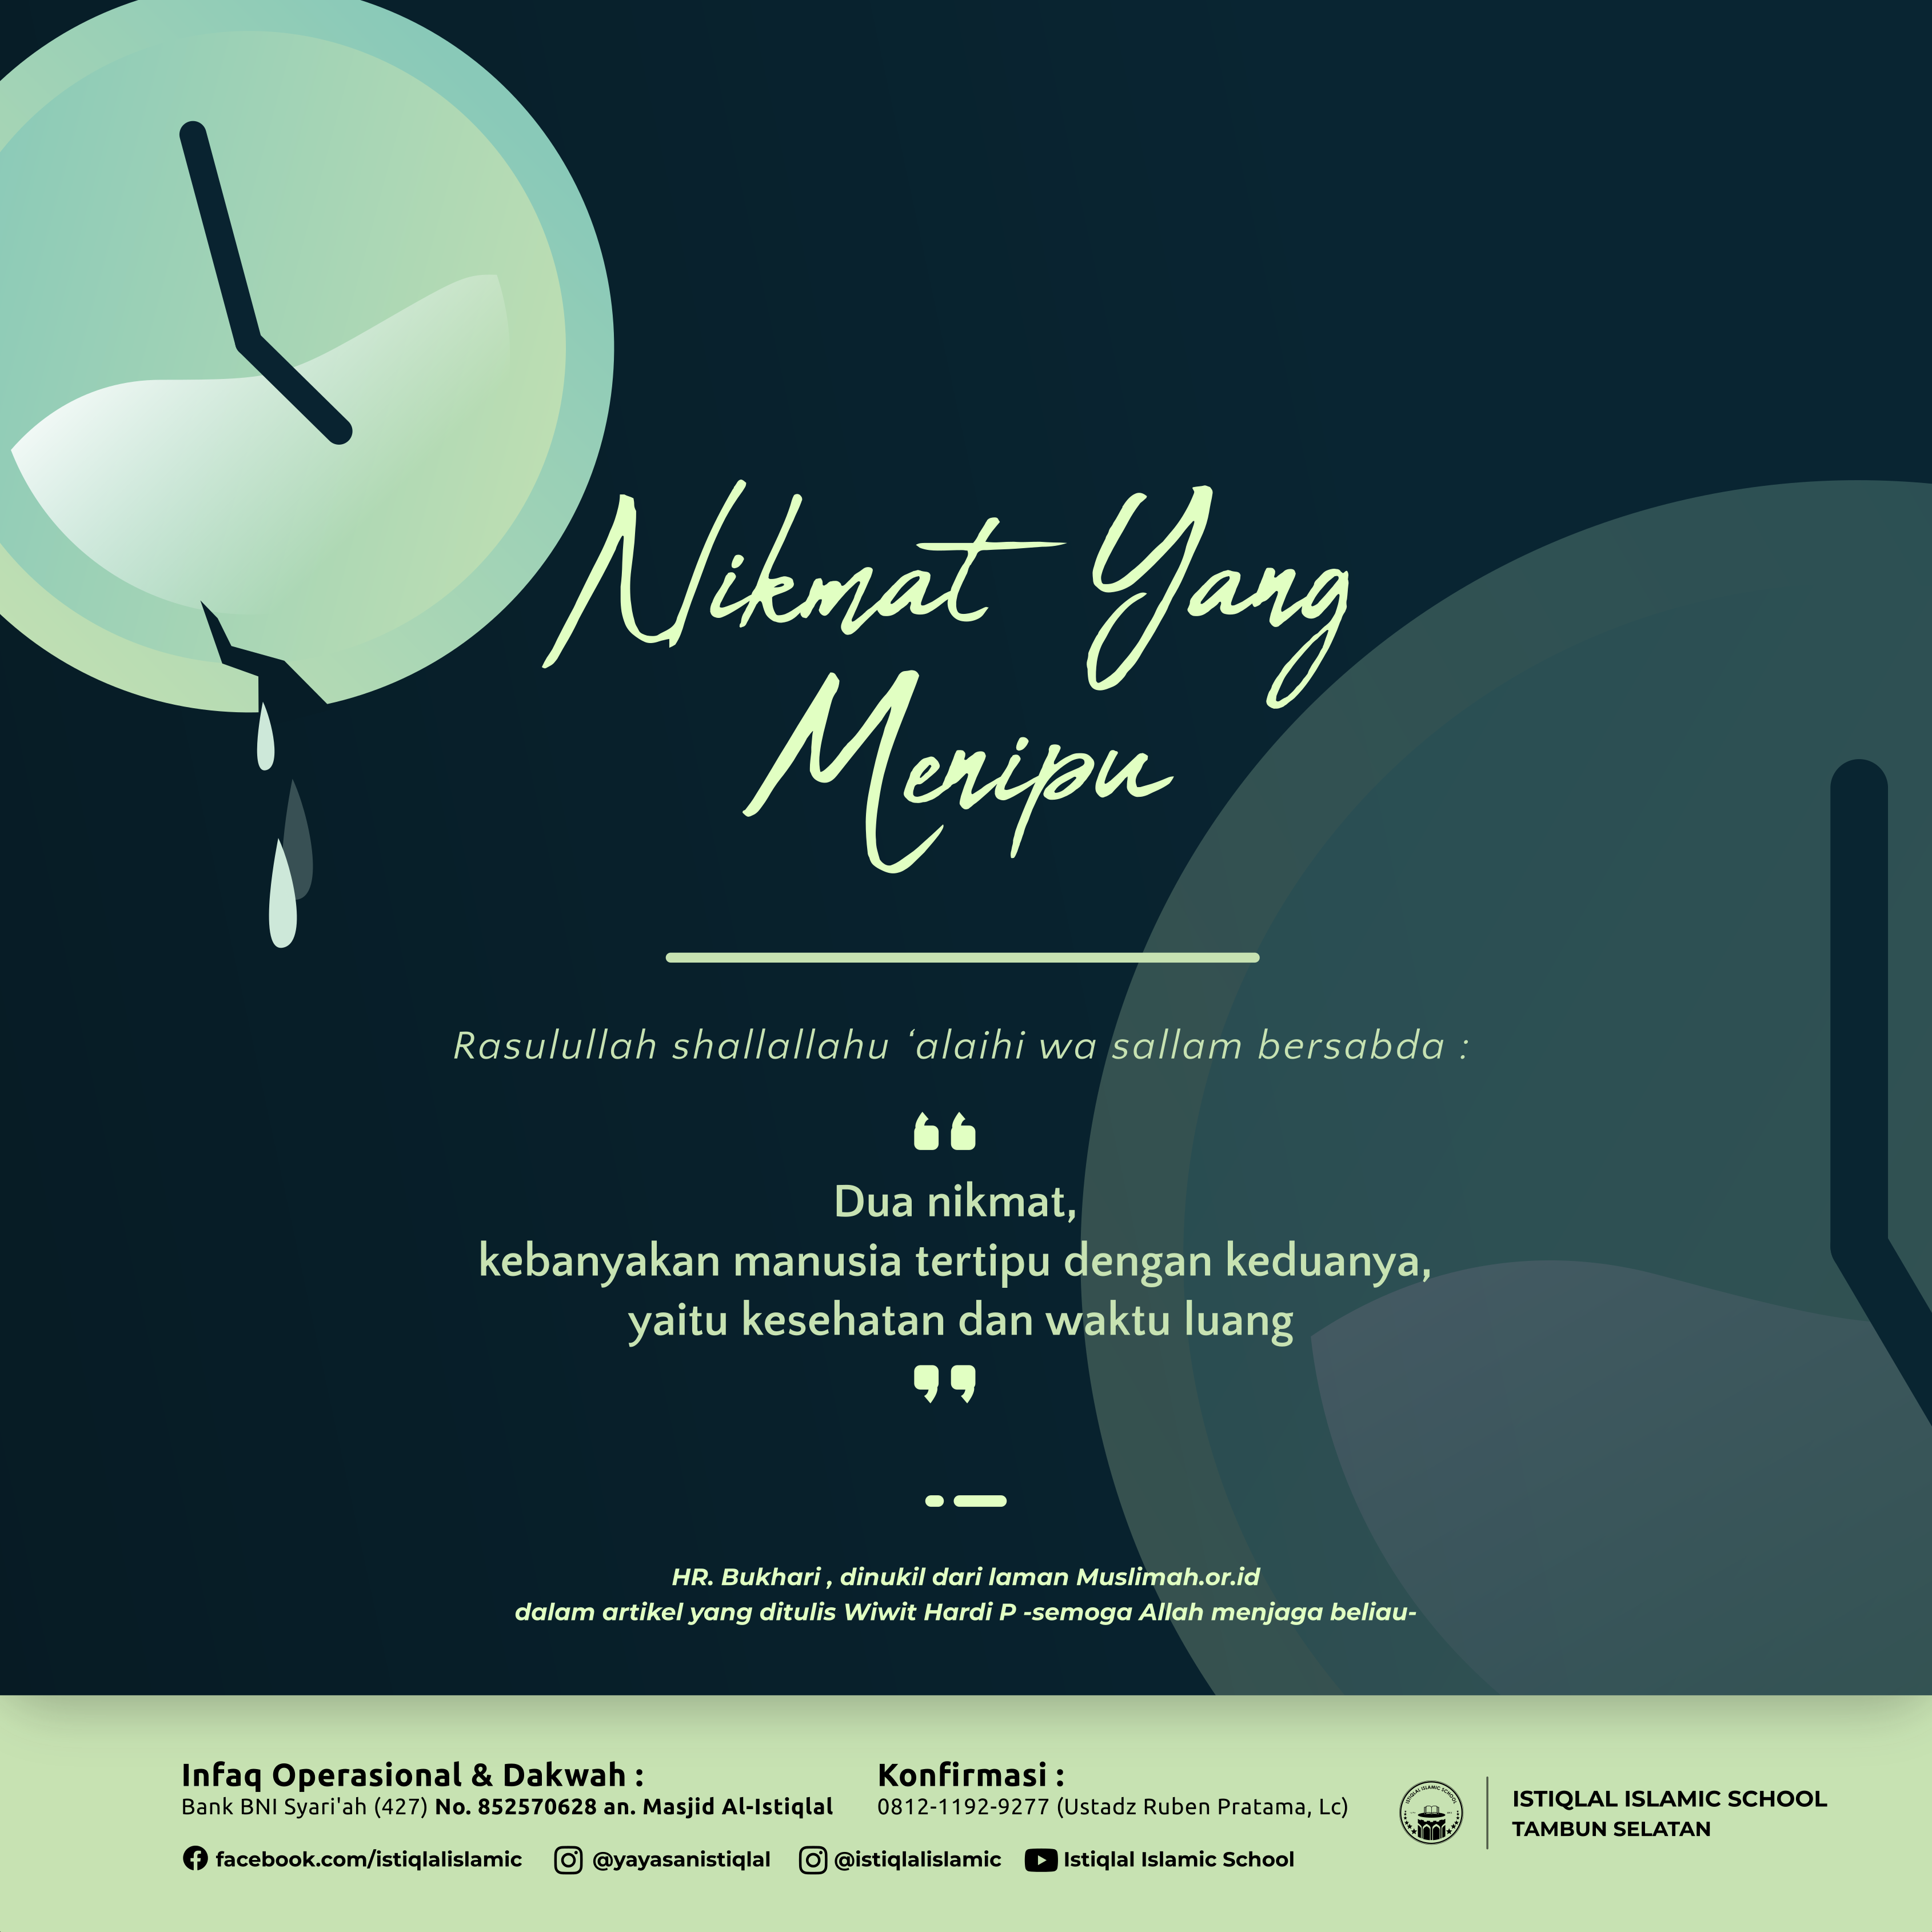 Nikmat Yang
Menipu
Rasulullah shallallahu ‘alaihi wa sallam bersabda :
“
Dua nikmat,
kebanyakan manusia tertipu dengan keduanya,
yaitu kesehatan dan waktu luang
”
HR. Bukhari , dinukil dari laman Muslimah.or.id
dalam artikel yang ditulis Wiwit Hardi P -semoga Allah menjaga beliau-
Infaq Operasional & Dakwah :
Bank BNI Syari'ah (427) No. 852570628 an. Masjid Al-Istiqlal
Konfirmasi :
0812-1192-9277 (Ustadz Ruben Pratama, Lc)
facebook.com/istiqlalislamic
@yayasanistiqlal
@istiqlalislamic
Istiqlal Islamic School
ISTIQLAL ISLAMIC SCHOOL
ISTIQLAL ISLAMIC SCHOOL
TAMBUN SELATAN